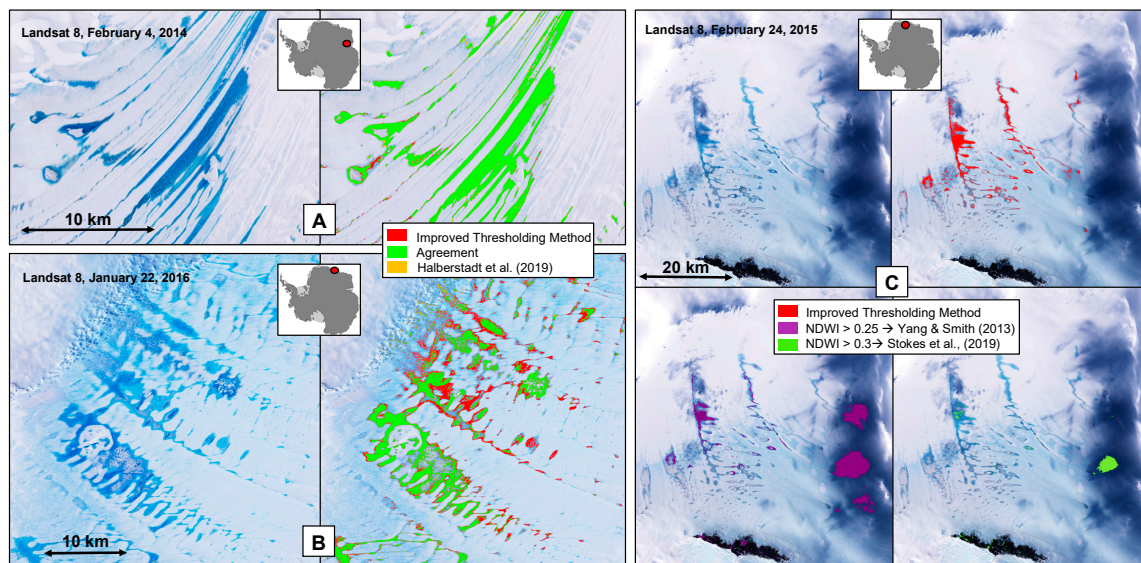 Landsat 8, February 4, 2014
10 km
A
Improved Thresholding Method
Agreement
Halberstadt et al. (2019)
Landsat 8, January 22, 2016
10 km
B
Landsat 8, February 24, 2015
20 km
C
Improved Thresholding Method
NDWI > 0.25 → Yang & Smith (2013)
NDWI > 0.3→ Stokes et al., (2019)